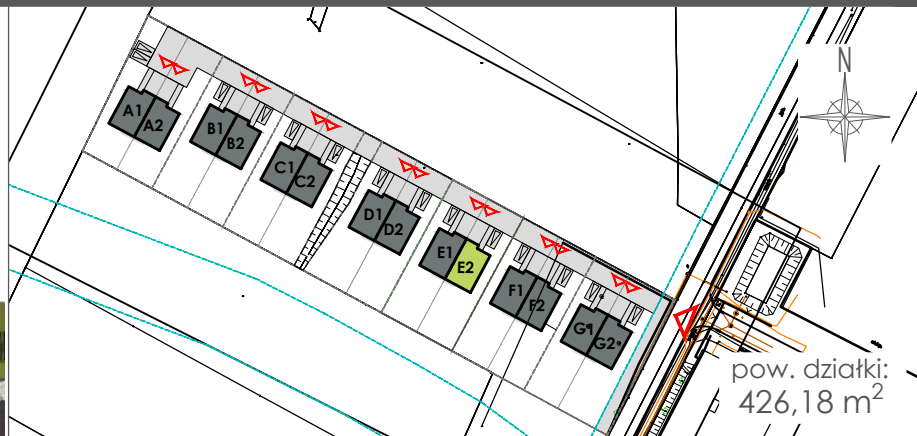 N
A1
A2
B1
B2
C1
C2
D1
D2
E1
E2
F1
F2
G1
G2
pow. działki:
426,18 m²